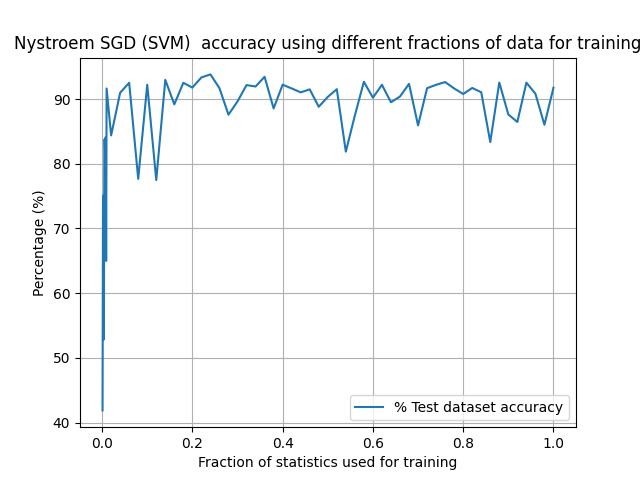 Nystroem SGD (SVM)  accuracy using different fractions of data for training
Percentage (%)
90
80
70
60
50
40
% Test dataset accuracy
0.0 0.2 0.4 0.6 0.8 1.0
Fraction of statistics used for training